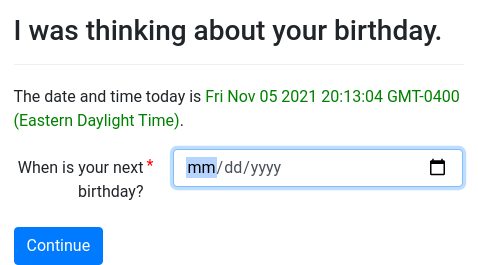 I was thinking about your birthday.
The date and time today is Fri Nov 05 2021 20:13:04 GMT-0400
(Eastern Daylight Time).
When is your next *
birthday?
mm/dd/yyyy
Continue